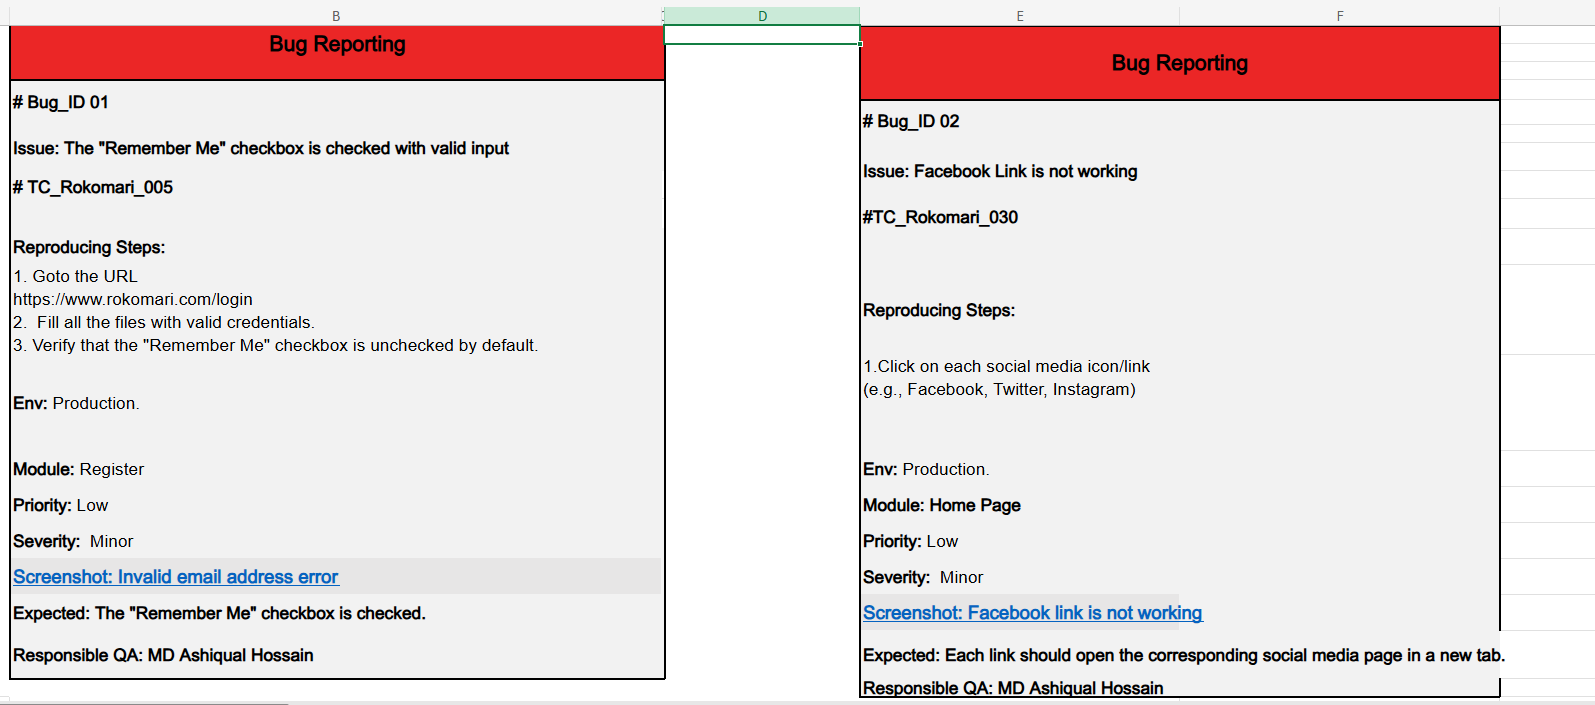 B
D
E
F
Bug Reporting
# Bug_ID 01
Issue: The "Remember Me" checkbox is checked with valid input
# TC_Rokomari_005
Reproducing Steps:
1. Goto the URL
https://www.rokomari.com/login
2.  Fill all the files with valid credentials.
3. Verify that the "Remember Me" checkbox is unchecked by default.
Env: Production.
Module: Register
Priority: Low
Severity:  Minor
Screenshot: Invalid email address error
Expected: The "Remember Me" checkbox is checked.
Responsible QA: MD Ashiqual Hossain
Bug Reporting
# Bug_ID 02
Issue: Facebook Link is not working
#TC_Rokomari_030
Reproducing Steps:
1.Click on each social media icon/link
(e.g., Facebook, Twitter, Instagram)
Env: Production.
Module: Home Page
Priority: Low
Severity:  Minor
Screenshot: Facebook link is not working
Expected: Each link should open the corresponding social media page in a new tab.
Responsible QA: MD Ashiqual Hossain